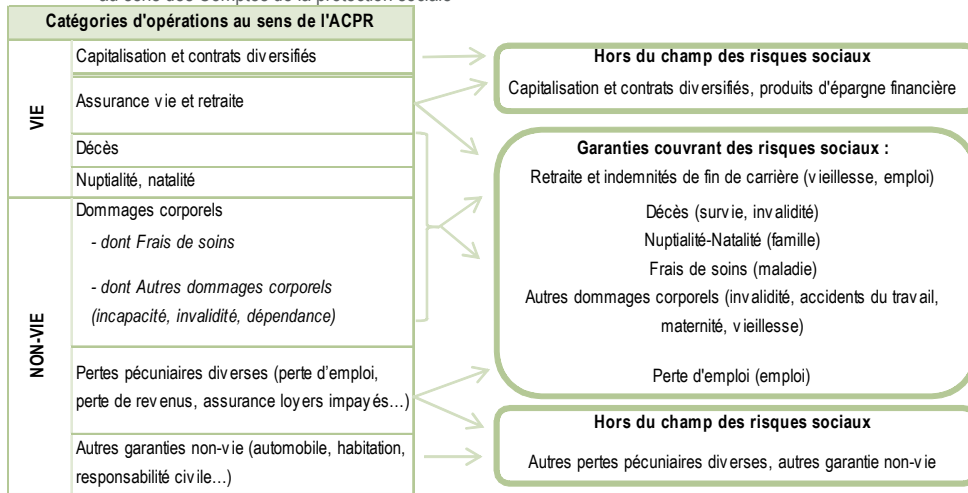 au sens des Comptes de la protection sociale
Catégories d'opérations au sens de l'ACPR
VIE
Capitalisation et contrats diversifiés
Assurance vie et retraite
Décès
Nuptialité, natalité
NON-VIE
Dommages corporels
- dont Frais de soins
- dont Autres dommages corporels
(incapacité, invalidité, dépendance)
Pertes pécuniaires diverses (perte d'emploi,
perte de revenus, assurance loyers impayés…)
Autres garanties non-vie (automobile, habitation,
responsabilité civile…)
Hors du champ des risques sociaux
Capitalisation et contrats diversifiés, produits d'épargne financière
Garanties couvrant des risques sociaux :
Retraite et indemnités de fin de carrière (vieillesse, emploi)
Décès (survie, invalidité)
Nuptialité-Natalité (famille)
Frais de soins (maladie)
Autres dommages corporels (invalidité, accidents du travail,
maternité, vieillesse)
Perte d'emploi (emploi)
Hors du champ des risques sociaux
Autres pertes pécuniaires diverses, autres garantie non-vie